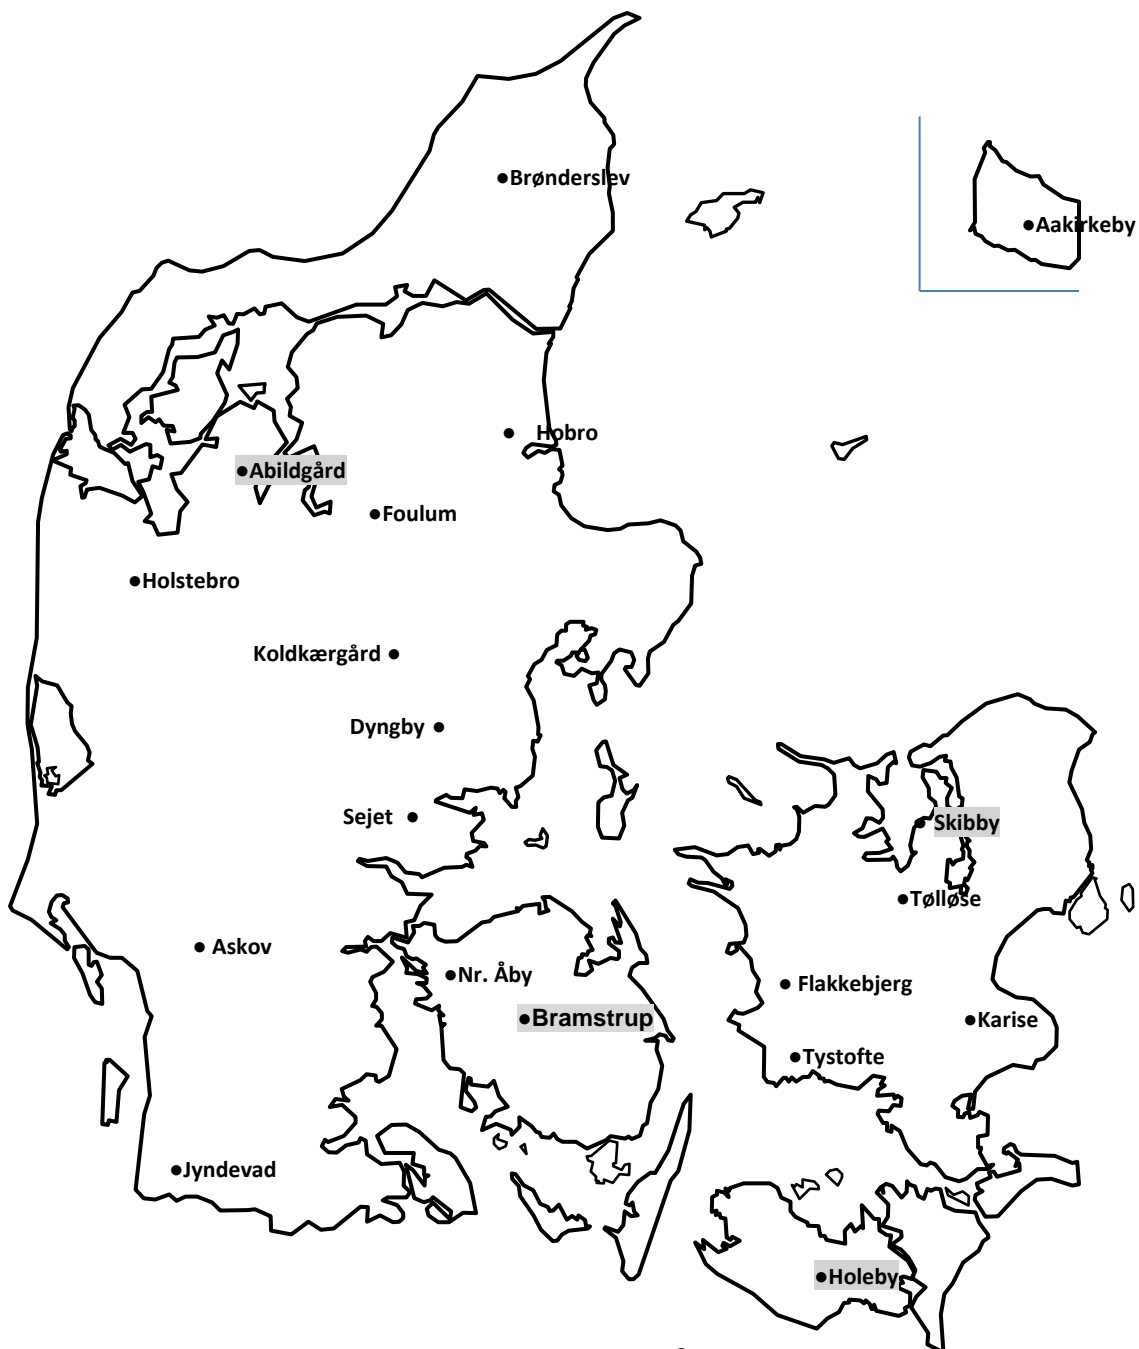 ●Brønderslev
●Aakirkeby
● Hobro
●Abildgård
●Foulum
●Holstebro
Koldkærgård ●
Dyngby ●
Sejet ●
● Skibby
●Tølløse
● Askov
●Nr. Åby
● Flakkebjerg
●Bramstrup
●Karise
●Tystofte
●Jyndevad
●Holeby